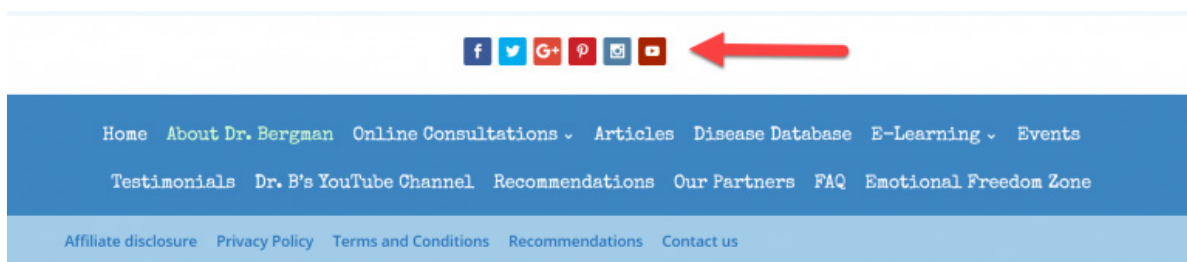 f G+
Home About Dr. Bergman Online Consultations Articles Disease Database E-Learning Events
Testimonials Dr. B's YouTube Channel Recommendations Our Partners FAQ Emotional Freedom Zone
Affiliate disclosure Privacy Policy Terms and Conditions Recommendations Contact us